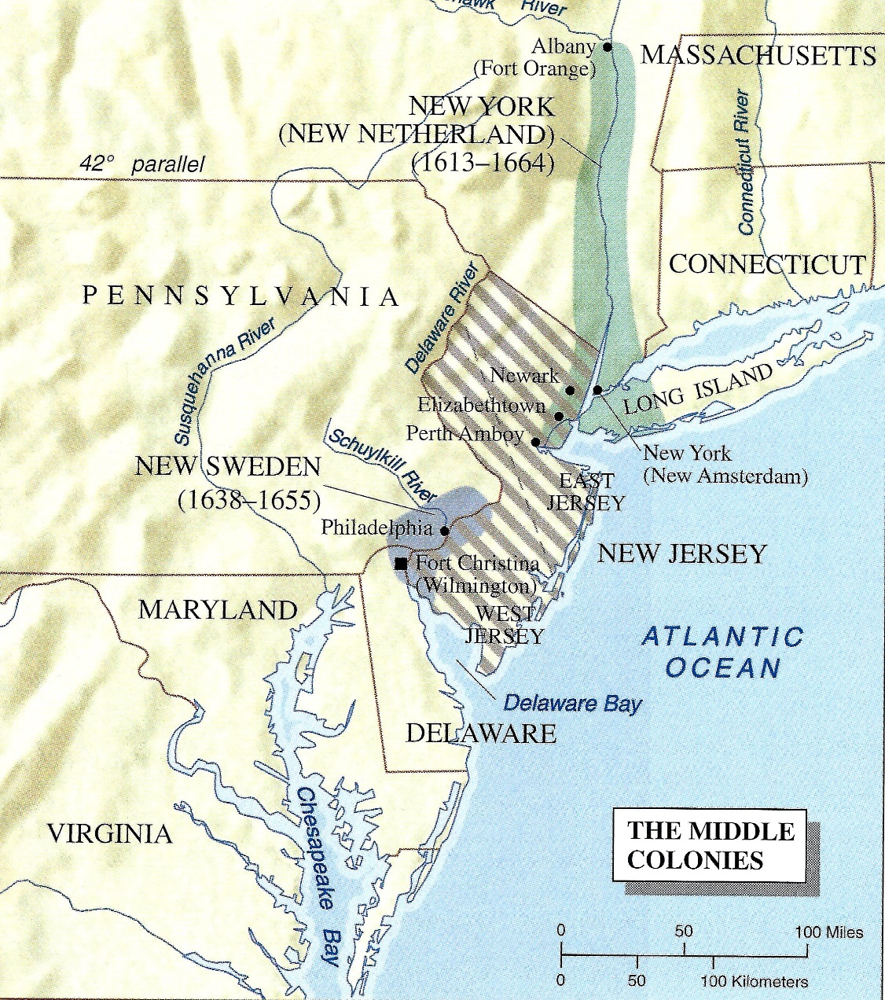 River
Albany
(Fort Orange)
MASSACHUSETTS
NEW YORK
(NEW NETHERLAND)
(1613–1664)
Connecticut River
42° parallel
CONNECTICUT
PENNSYLVANIA
Delaware River
Susquehanna River
Newark
LONG ISLAND
Elizabethtown
Perth Amboy
Schuylkill River
New York
(New Amsterdam)
NEW SWEDEN
(1638–1655)
EAST
JERSEY
Philadelphia
NEW JERSEY
Fort Christina
(Wilmington)
MARYLAND
WEST
JERSEY
ATLANTIC
OCEAN
Delaware Bay
DELAWARE
Chesapeake Bay
VIRGINIA
THE MIDDLE
COLONIES
0 50 100 Miles
0 50 100 Kilometers